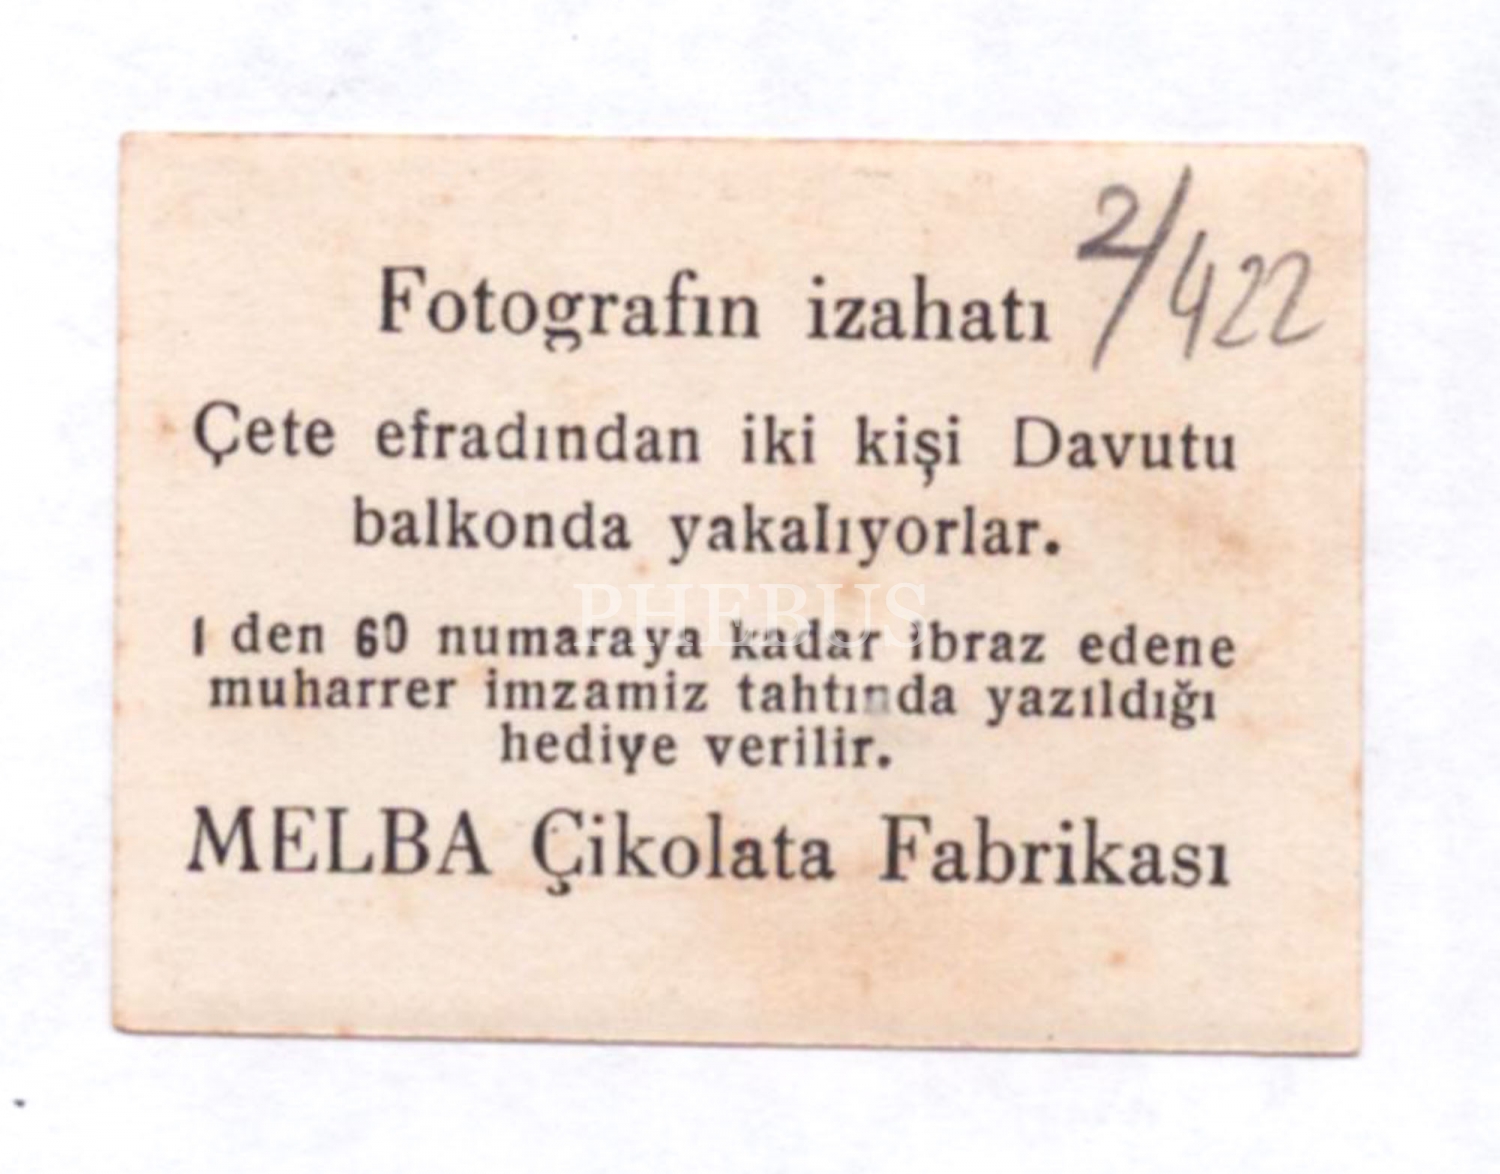 2/422
Fotografın izahatı
Çete efradından iki kişi Davutu
balkonda yakalıyorlar.
1 den 60 numaraya kadar ibraz edene
muharrer imzamiz tahtında yazıldığı
hediye verilir.
MELBA Çikolata Fabrikası
PHEBUS